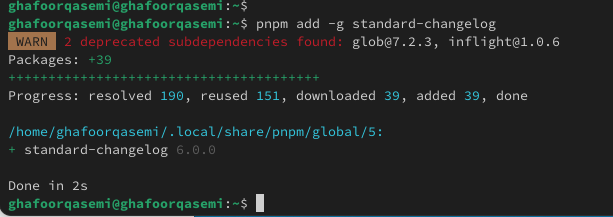 ghafoorqasemi@ghafoorqasemi:~$
ghafoorqasemi@ghafoorqasemi:~$ pnpm add -g standard-changelog
WARN 2 deprecated subdependencies found: glob@7.2.3, inflight@1.0.6
Packages: +39
+++++++++++++++++++++++++++++++++++++++
Progress: resolved 190, reused 151, downloaded 39, added 39, done
/home/ghafoorqasemi/.local/share/pnpm/global/5:
+ standard-changelog 6.0.0
Done in 2s
ghafoorqasemi@ghafoorqasemi:~$